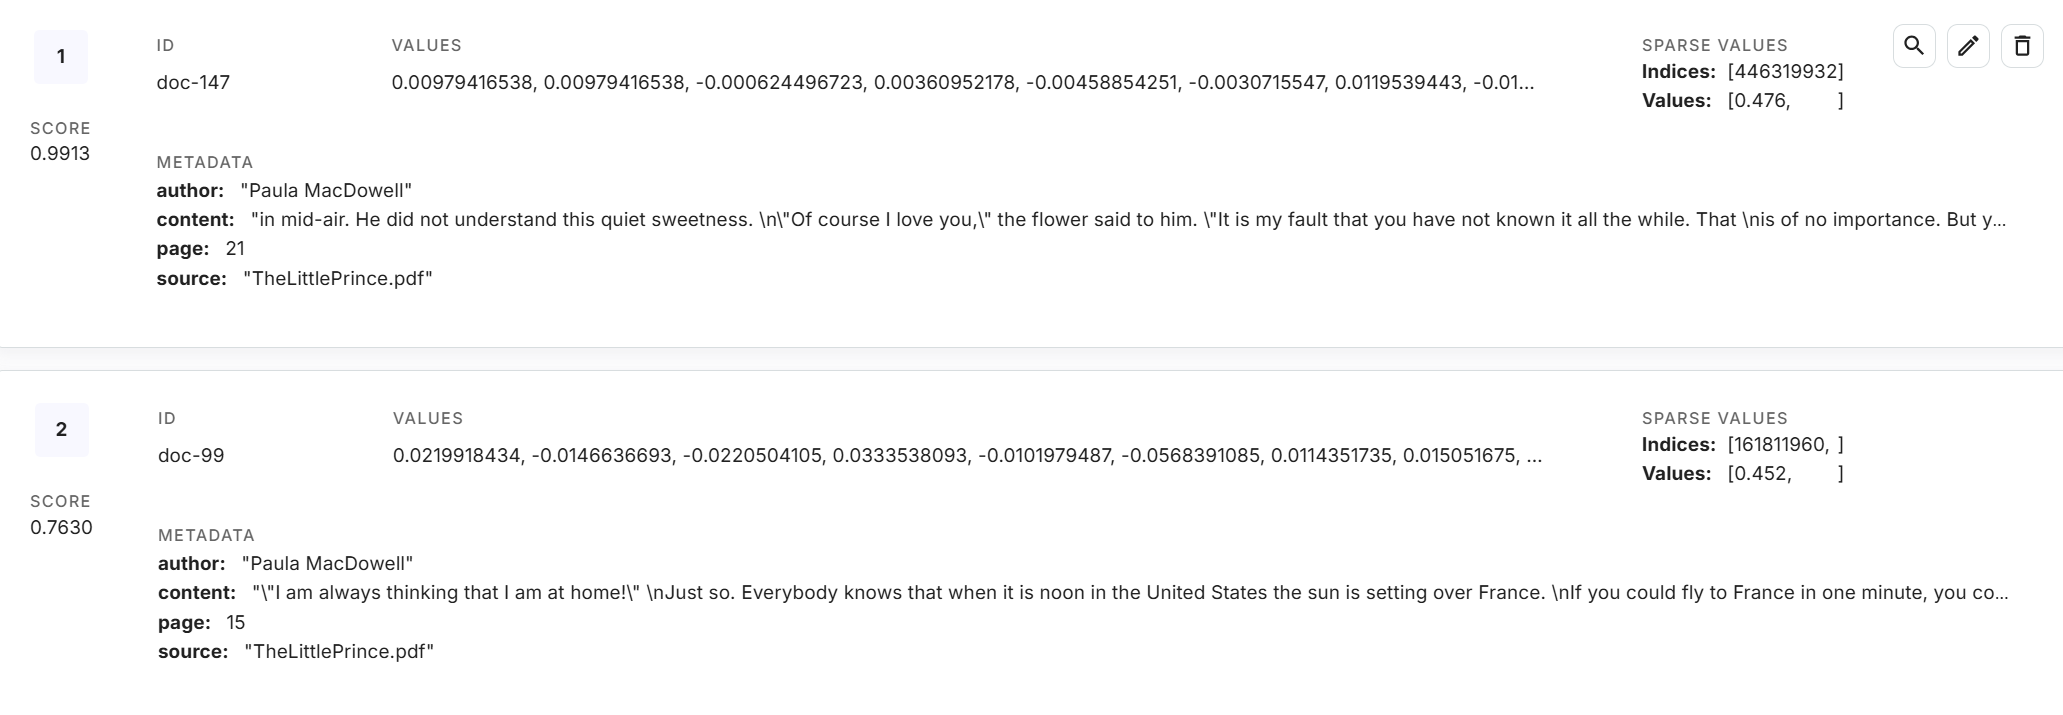 1
ID
VALUES
SPARSE VALUES
doc-147
0.00979416538, 0.00979416538, -0.000624496723, 0.00360952178, -0.00458854251, -0.0030715547, 0.0119539443, -0.01...
Indices: [446319932]
Values: [0.476, ]
SCORE
0.9913
METADATA
author: "Paula MacDowell"
content: "in mid-air. He did not understand this quiet sweetness. \n\"Of course I love you,\" the flower said to him. \"It is my fault that you have not known it all the while. That \nis of no importance. But y...
page: 21
source: "TheLittlePrince.pdf"
2
ID
VALUES
SPARSE VALUES
doc-99
0.0219918434, -0.0146636693, -0.0220504105, 0.0333538093, -0.0101979487, -0.0568391085, 0.0114351735, 0.015051675, ...
Indices: [161811960, ]
Values: [0.452, ]
SCORE
0.7630
METADATA
author: "Paula MacDowell"
content: "\"I am always thinking that I am at home!\" \nJust so. Everybody knows that when it is noon in the United States the sun is setting over France. \nIf you could fly to France in one minute, you co...
page: 15
source: "TheLittlePrince.pdf"